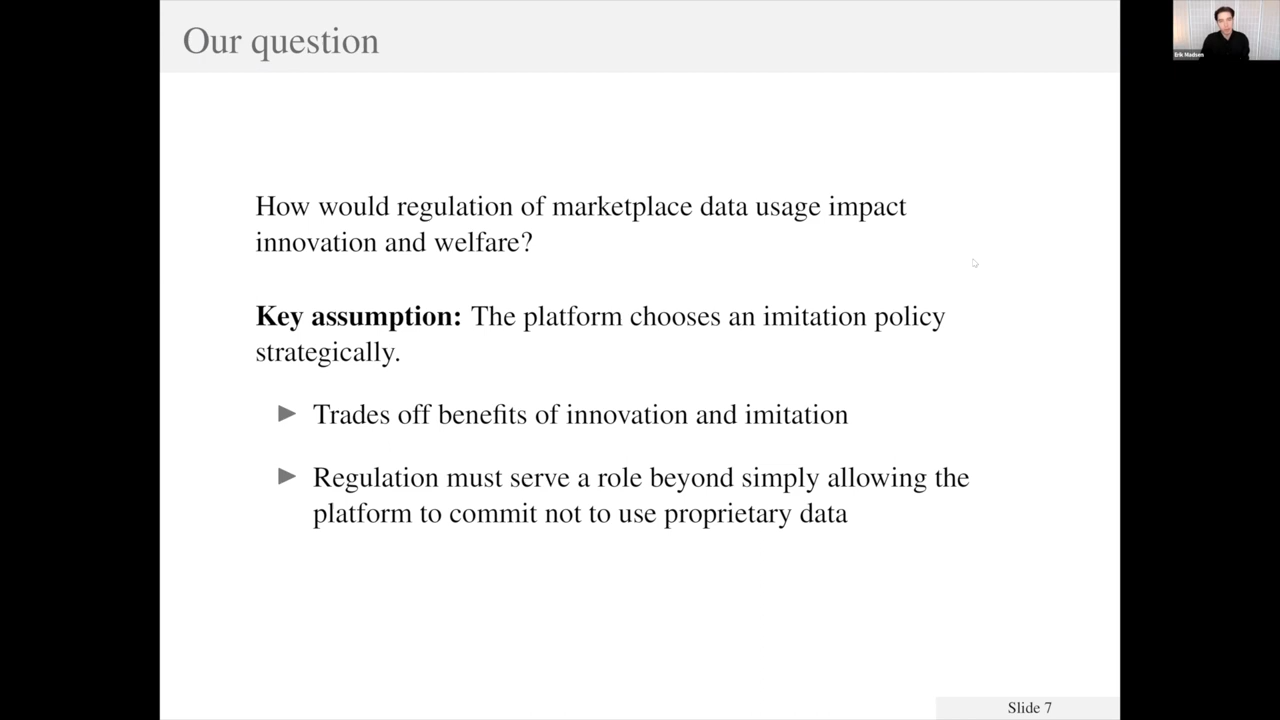 Our question
Erik Madsen
How would regulation of marketplace data usage impact
innovation and welfare?
Key assumption: The platform chooses an imitation policy
strategically.
▶ Trades off benefits of innovation and imitation
▶ Regulation must serve a role beyond simply allowing the
platform to commit not to use proprietary data
Slide 7